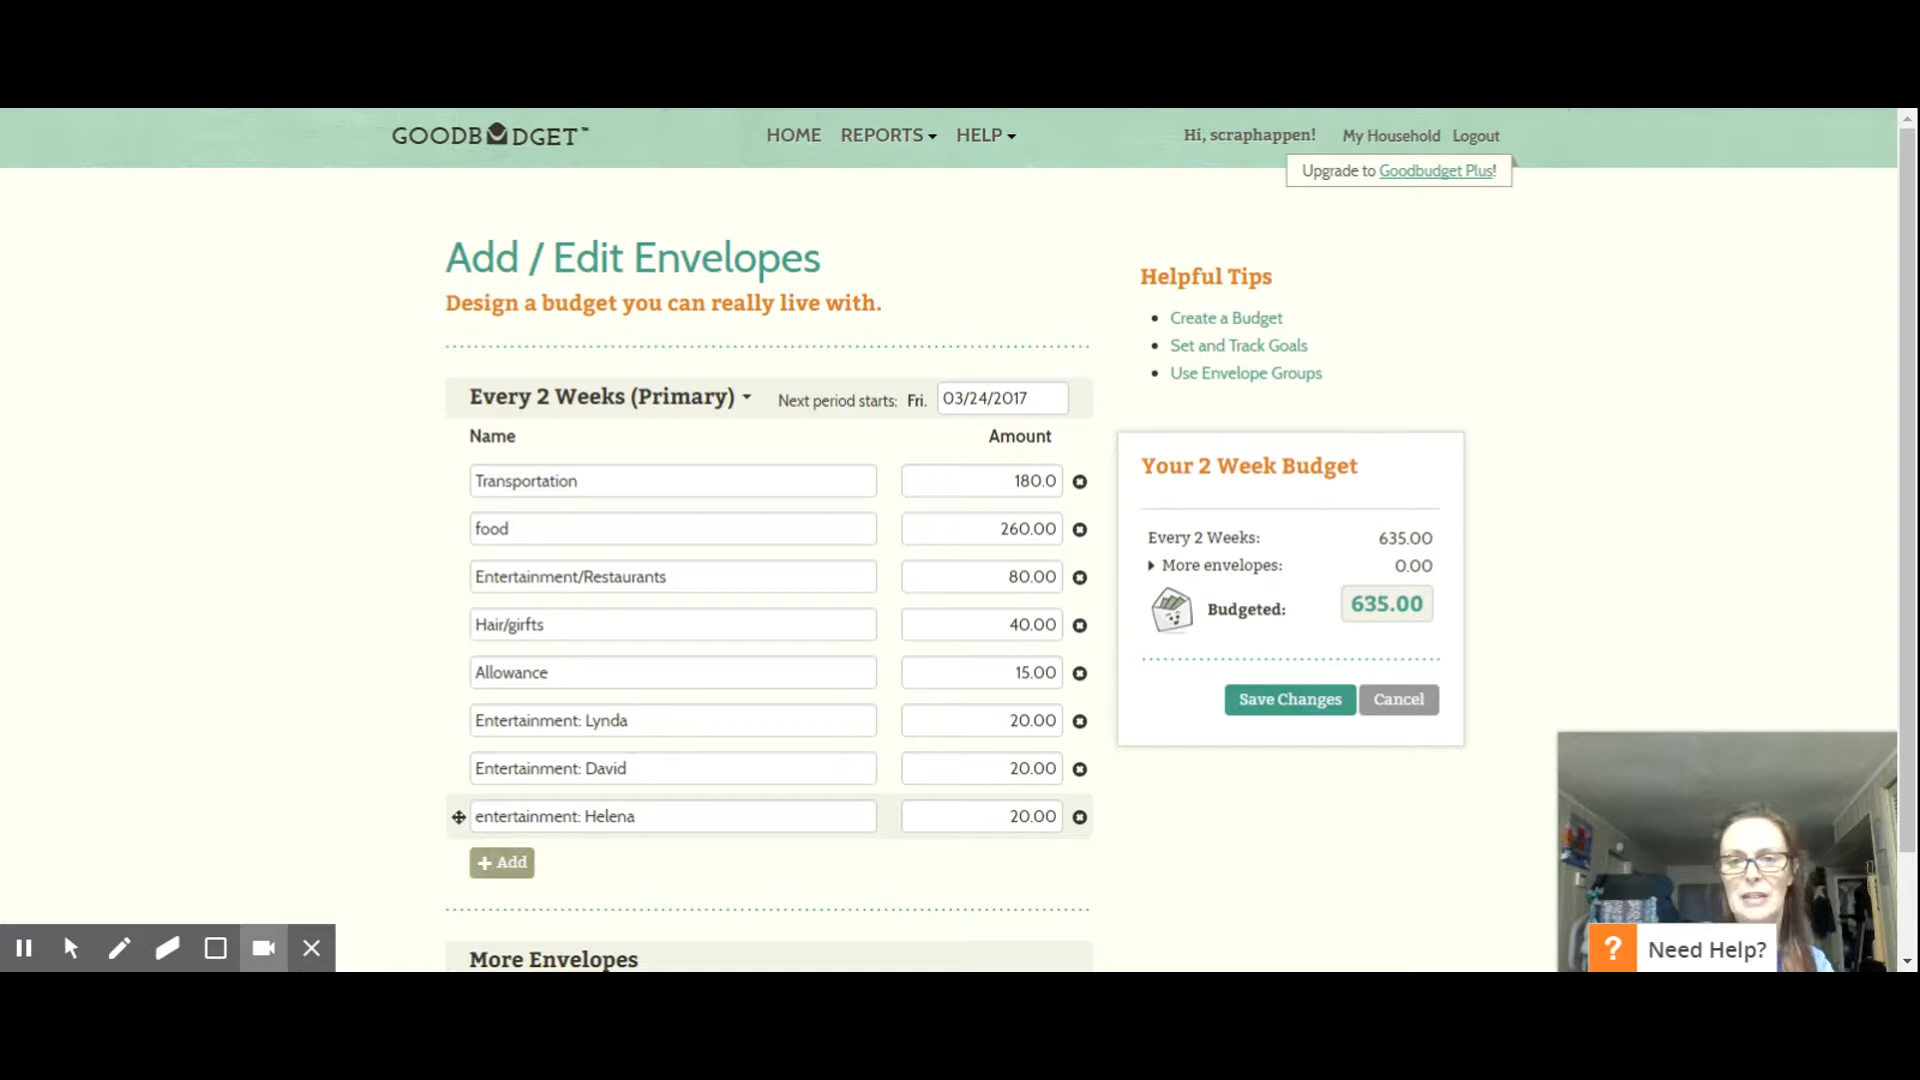 GOODBUDGET™
HOME REPORTS HELP
Hi, scraphappen! My Household Logout
Upgrade to Goodbudget Plus!
Add / Edit Envelopes
Design a budget you can really live with.
Helpful Tips
Create a Budget
Set and Track Goals
Use Envelope Groups
Every 2 Weeks (Primary) Next period starts: Fri. 03/24/2017
Name Amount
Transportation 180.0
food 260.00
Entertainment/Restaurants 80.00
Hair/girfts 40.00
Allowance 15.00
Entertainment: Lynda 20.00
Entertainment: David 20.00
entertainment: Helena 20.00
+ Add
More Envelopes
Your 2 Week Budget
Every 2 Weeks: 635.00
More envelopes: 0.00
Budgeted: 635.00
Save Changes Cancel
? Need Help?